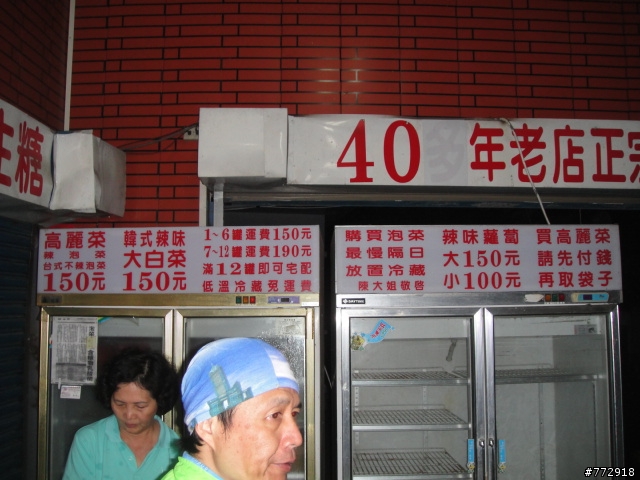 生糖
40年老店正宗
高麗菜
辣泡菜
台式不辣泡菜
150元
韓式辣味
大白菜
150元
1~6罐運費150元
7~12罐運費190元
滿12罐即可宅配
低溫冷藏免運費
購買泡菜
最慢隔日
放置冷藏
陳大姐敬啓
辣味蘿蔔
大150元
小100元
買高麗菜
請先付錢
再取袋子
#772918